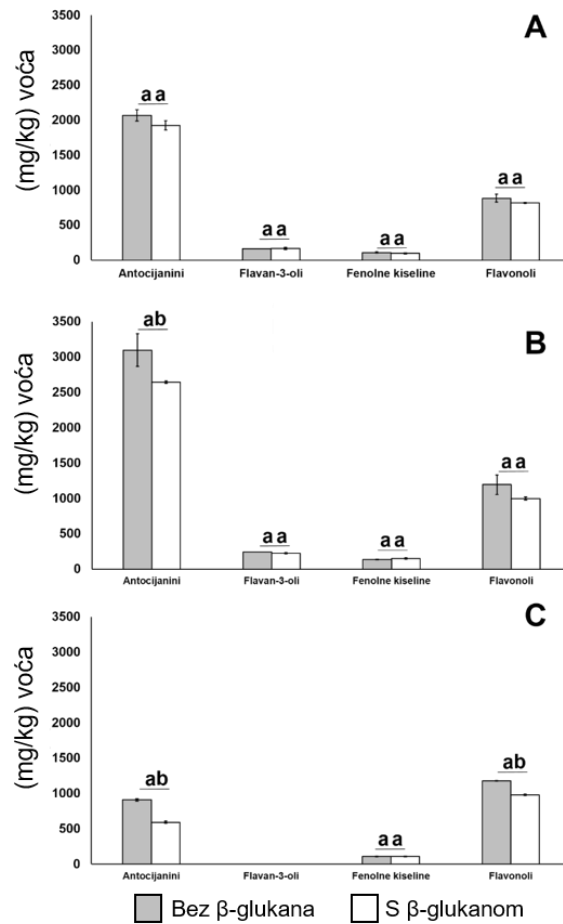 A
(mg/kg) voća
3500
3000
2500
2000
1500
1000
500
0
a a
a a
a a
a a
Antocijanini Flavan-3-oli Fenolne kiseline Flavonoli
B
(mg/kg) voća
3500
3000
2500
2000
1500
1000
500
0
ab
a a
a a
a a
Antocijanini Flavan-3-oli Fenolne kiseline Flavonoli
C
(mg/kg) voća
3500
3000
2500
2000
1500
1000
500
0
ab
a a
ab
Antocijanini Flavan-3-oli Fenolne kiseline Flavonoli
Bez β-glukana S β-glukanom